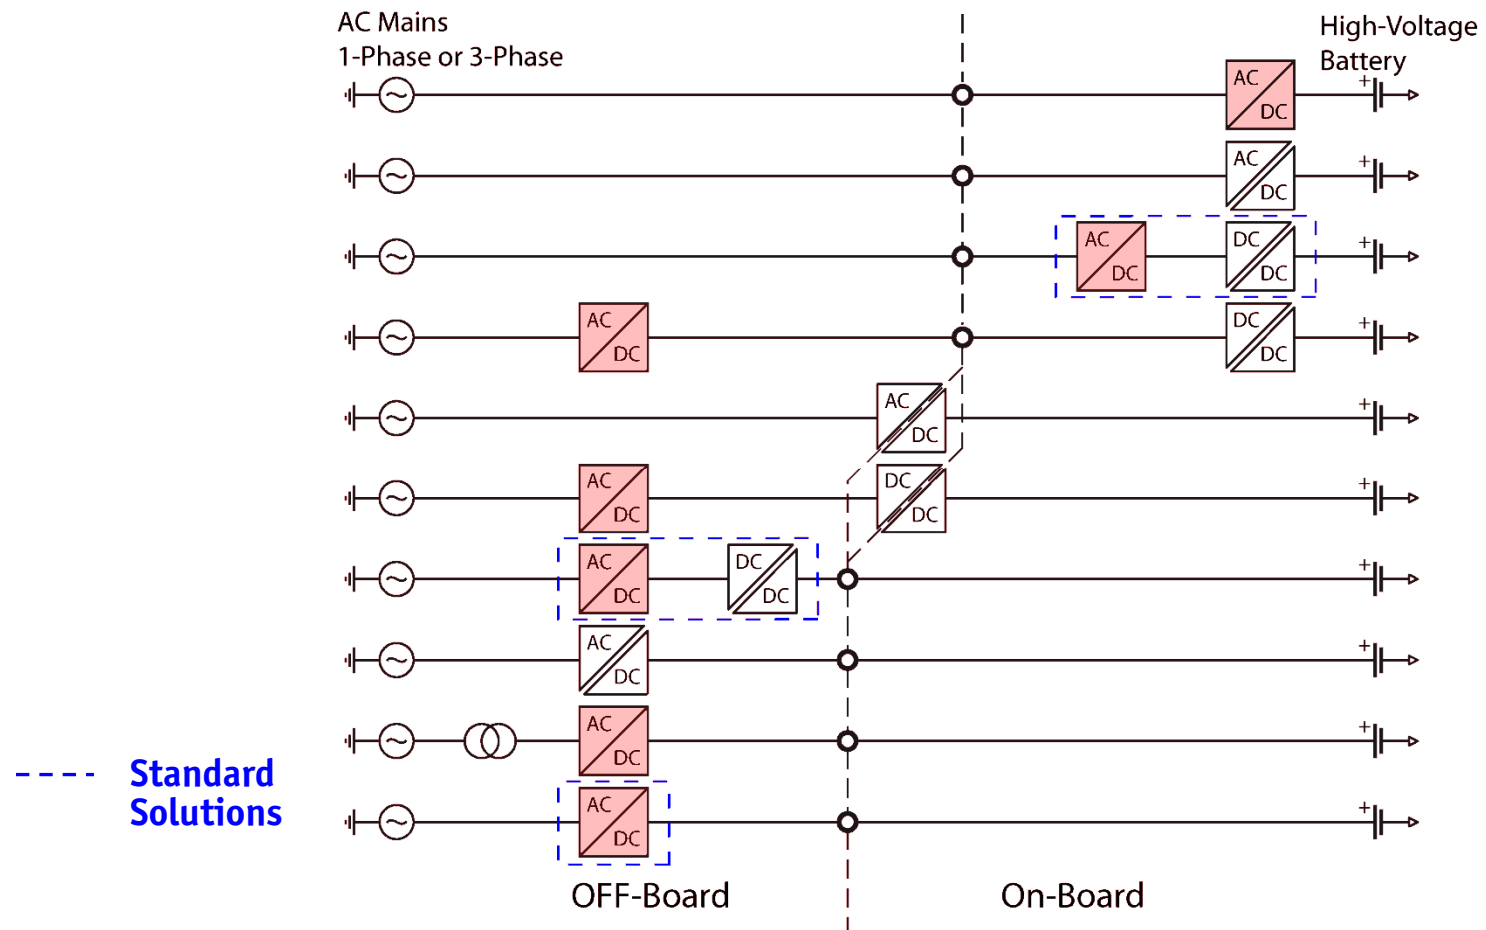 AC Mains
1-Phase or 3-Phase
High-Voltage
Battery
AC
DC
+
AC
DC
+
AC
DC
DC
DC
+
AC
DC
DC
DC
+
AC
DC
+
AC
DC
DC
DC
+
AC
DC
DC
DC
+
AC
DC
+
AC
DC
+
AC
DC
+
Standard
Solutions
OFF-Board
On-Board